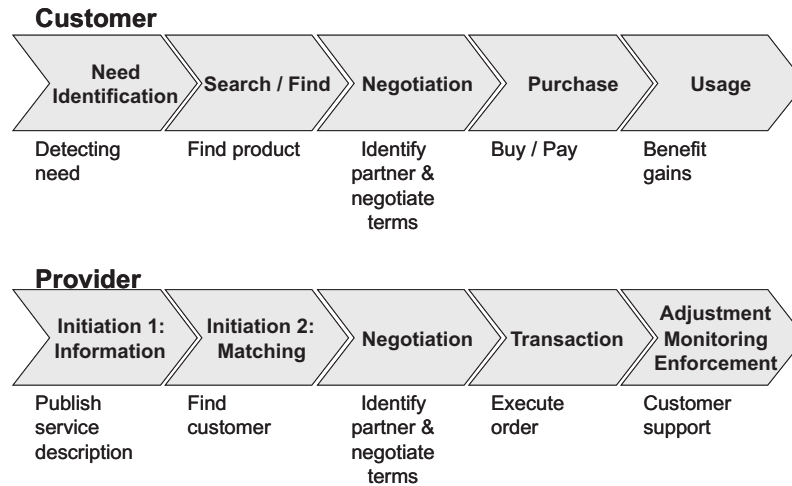 Customer
Need
Identification
Search / Find
Negotiation
Purchase
Usage
Detecting
need
Find product
Identify
partner &
negotiate
terms
Buy / Pay
Benefit
gains
Provider
Initiation 1:
Information
Initiation 2:
Matching
Negotiation
Transaction
Adjustment
Monitoring
Enforcement
Publish
service
description
Find
customer
Identify
partner &
negotiate
terms
Execute
order
Customer
support